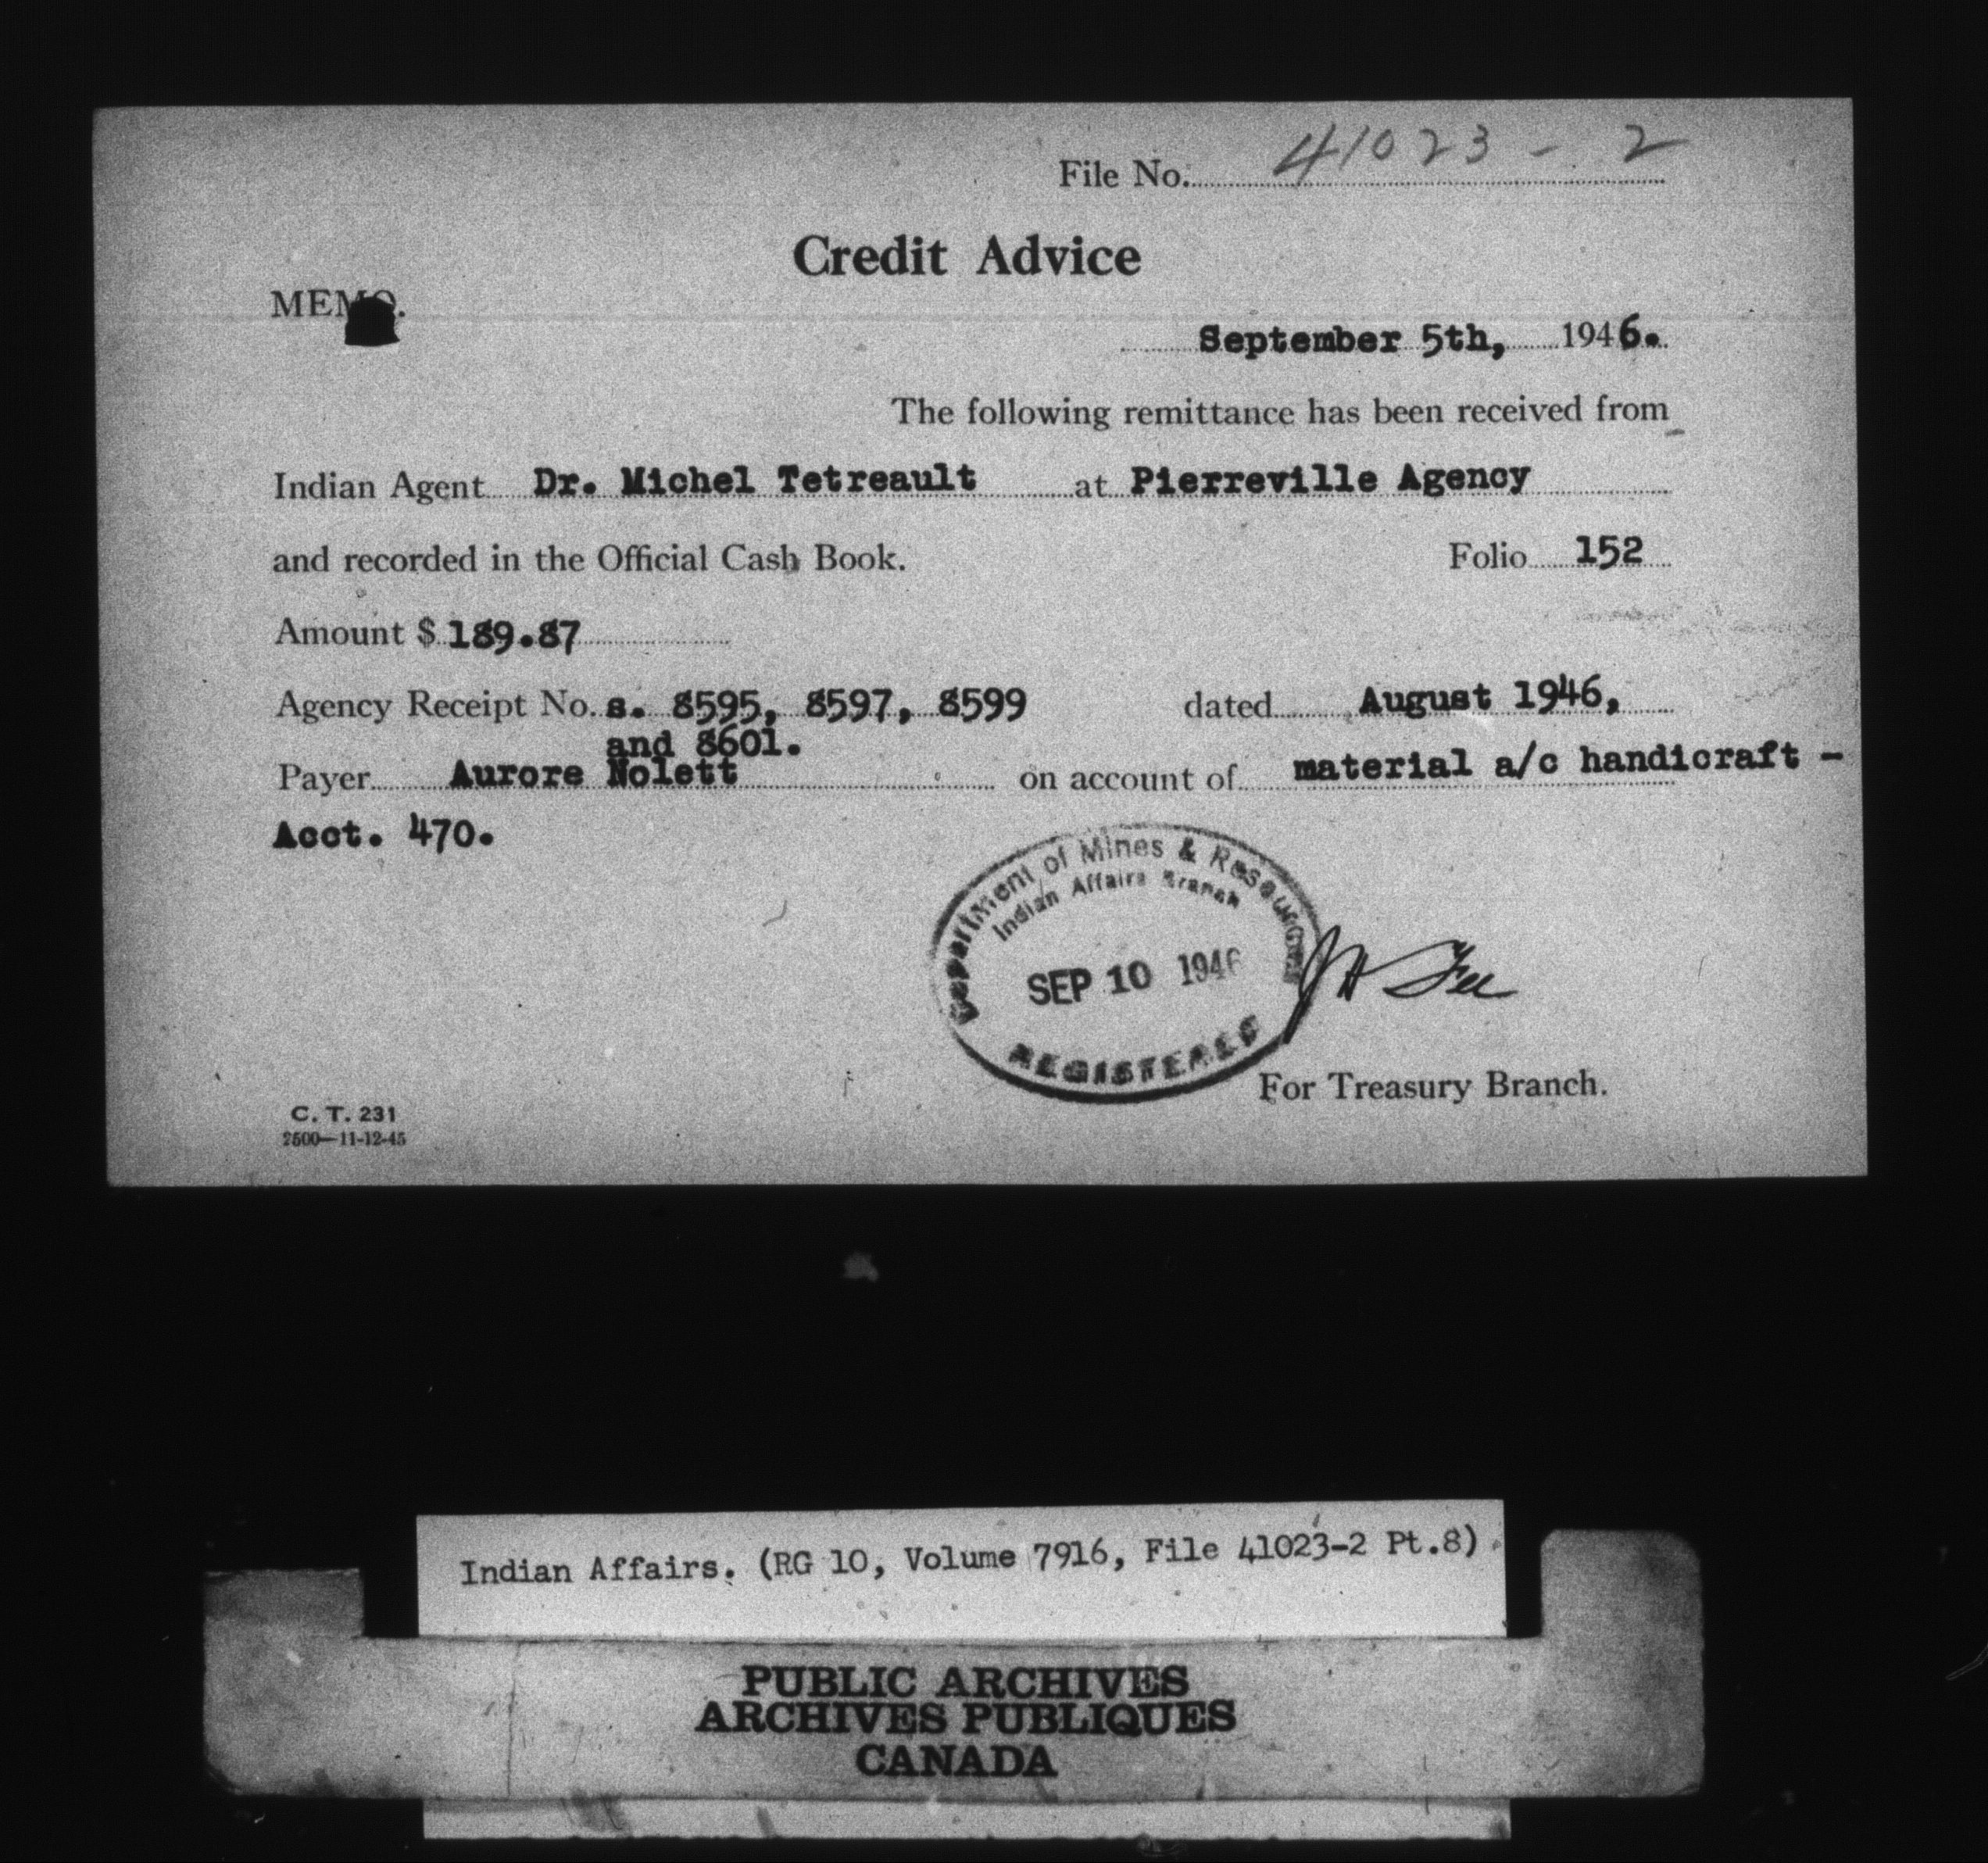 File No. 41023 - 2
Credit Advice
MEMO.
September 5th, 1946.
The following remittance has been received from
Indian Agent Dr. Michel Tetreault at Pierreville Agency
and recorded in the Official Cash Book. Folio 152
Amount $ 189.87
Agency Receipt No. s. 8595, 8597, 8599 dated August 1946,
and 8601.
Payer Aurore Nolett on account of material a/c handicraft -
Acct. 470.
Department of Mines & Resources
Indian Affairs Branch
SEP 10 1946
REGISTERED
For Treasury Branch.
C. T. 231
2500—11-12-45
Indian Affairs. (RG 10, Volume 7916, File 41023-2 Pt.8)
PUBLIC ARCHIVES
ARCHIVES PUBLIQUES
CANADA